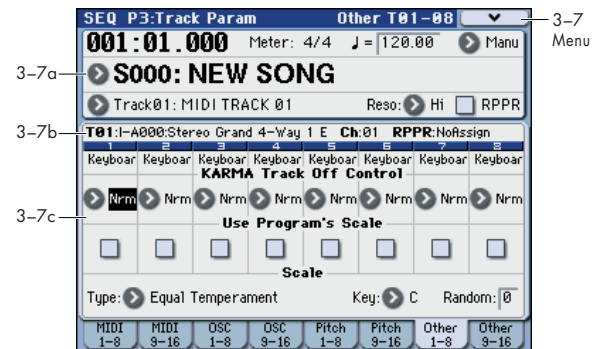 SEQ P3:Track Param Other T01-08
3-7 Menu
001:01.000 Meter: 4/4 ♩= 120.00 Manu
3-7a
S000: NEW SONG
Track01: MIDI TRACK 01 Reso: Hi RPPR
3-7b
T01:I-A000:Stereo Grand 4-Way 1 E Ch:01 RPPR:NoAssign
1 2 3 4 5 6 7 8
Keyboar Keyboar Keyboar Keyboar Keyboar Keyboar Keyboar Keyboar
KARMA Track Off Control
Nrm Nrm Nrm Nrm Nrm Nrm Nrm Nrm
3-7c
Use Program's Scale
Scale
Type: Equal Temperament Key: C Random: 0
MIDI 1-8 MIDI 9-16 OSC 1-8 OSC 9-16 Pitch 1-8 Pitch 9-16 Other 1-8 Other 9-16